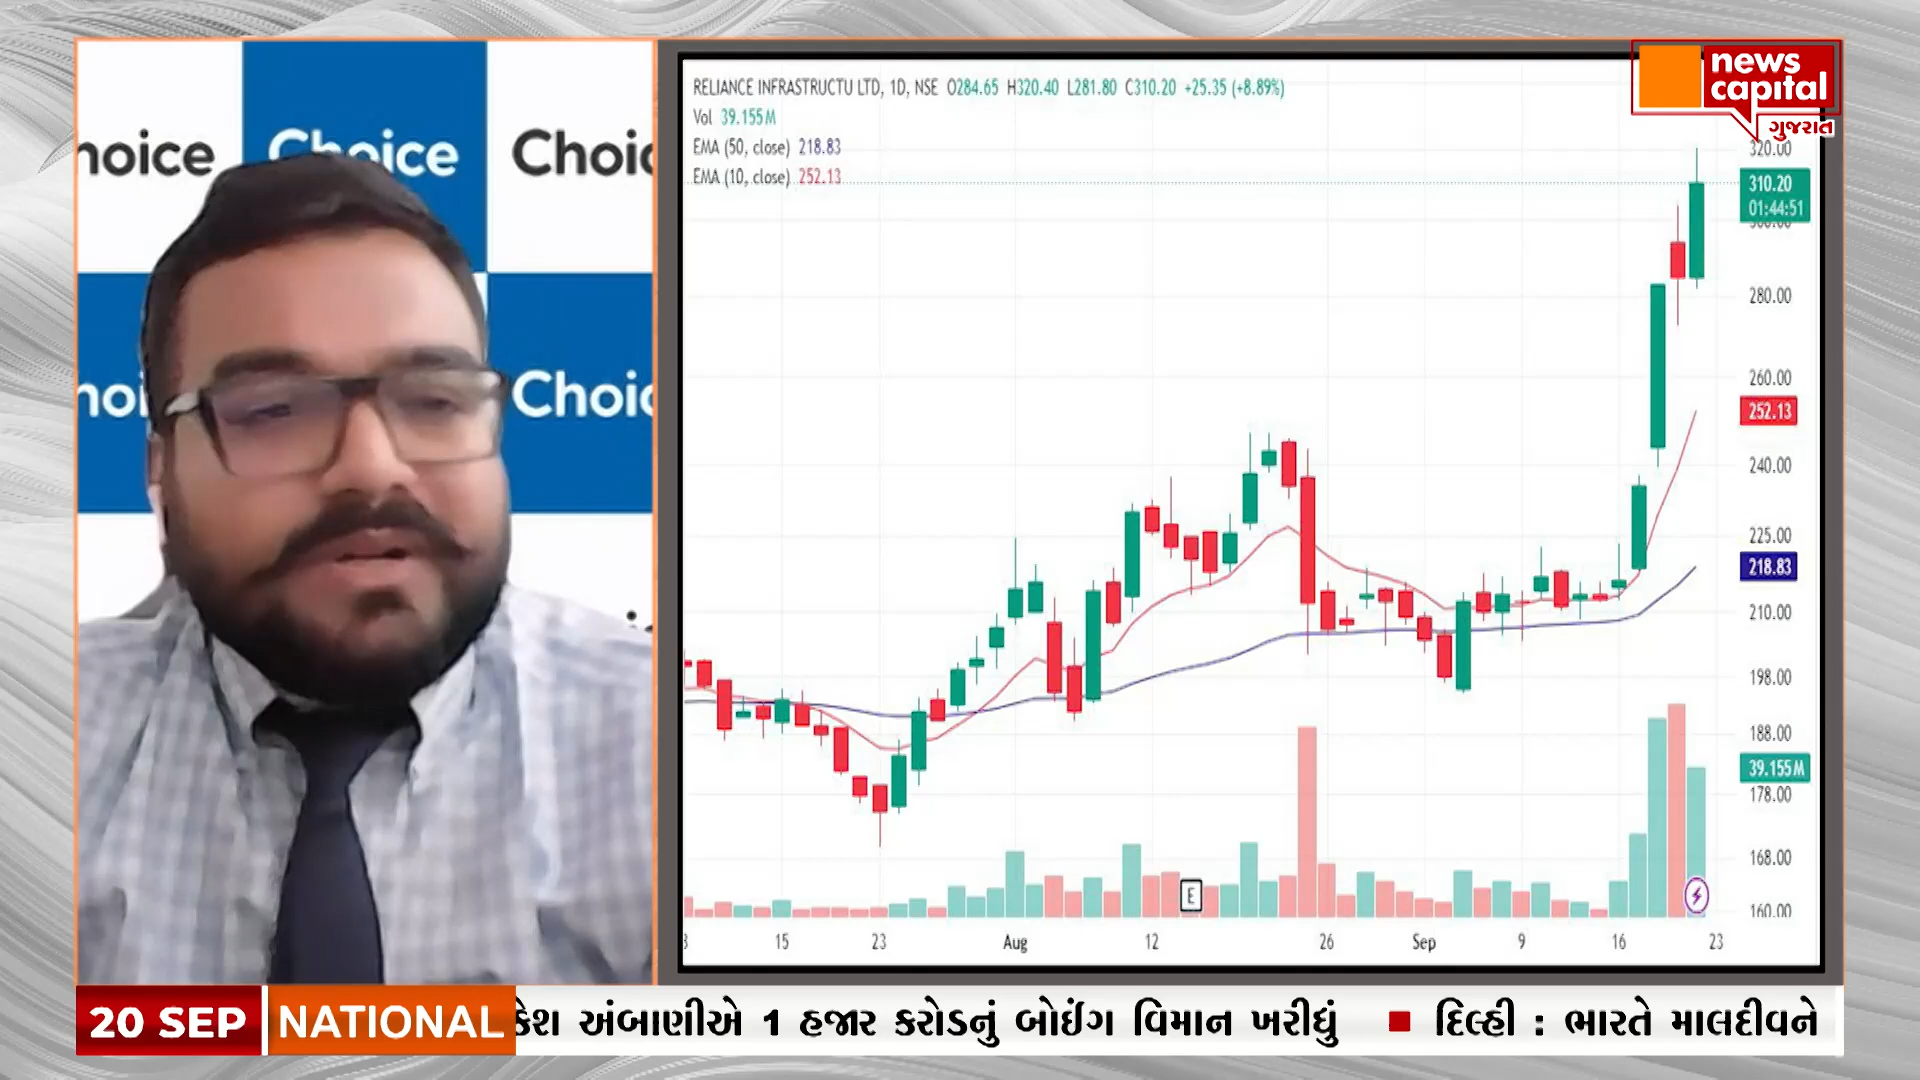 Choice
Choice
RELIANCE INFRASTRUCTU LTD, 1D, NSE O284.65 H320.40 L281.80 C310.20 +25.35 (+8.89%)
Vol 39.155M
EMA (50, close) 218.83
EMA (10, close) 252.13
news
capital
ગુજરાત
320.00
310.20
01:44:51
300.00
280.00
260.00
252.13
240.00
225.00
218.83
210.00
198.00
188.00
39.155M
178.00
168.00
160.00
E
15 23 Aug 12 26 Sep 9 16 23
20 SEP NATIONAL કેશ અંબાણીએ 1 હજાર કરોડનું બોઈંગ વિમાન ખરીદ્યું ■ દિલ્હી : ભારતે માલદીવને